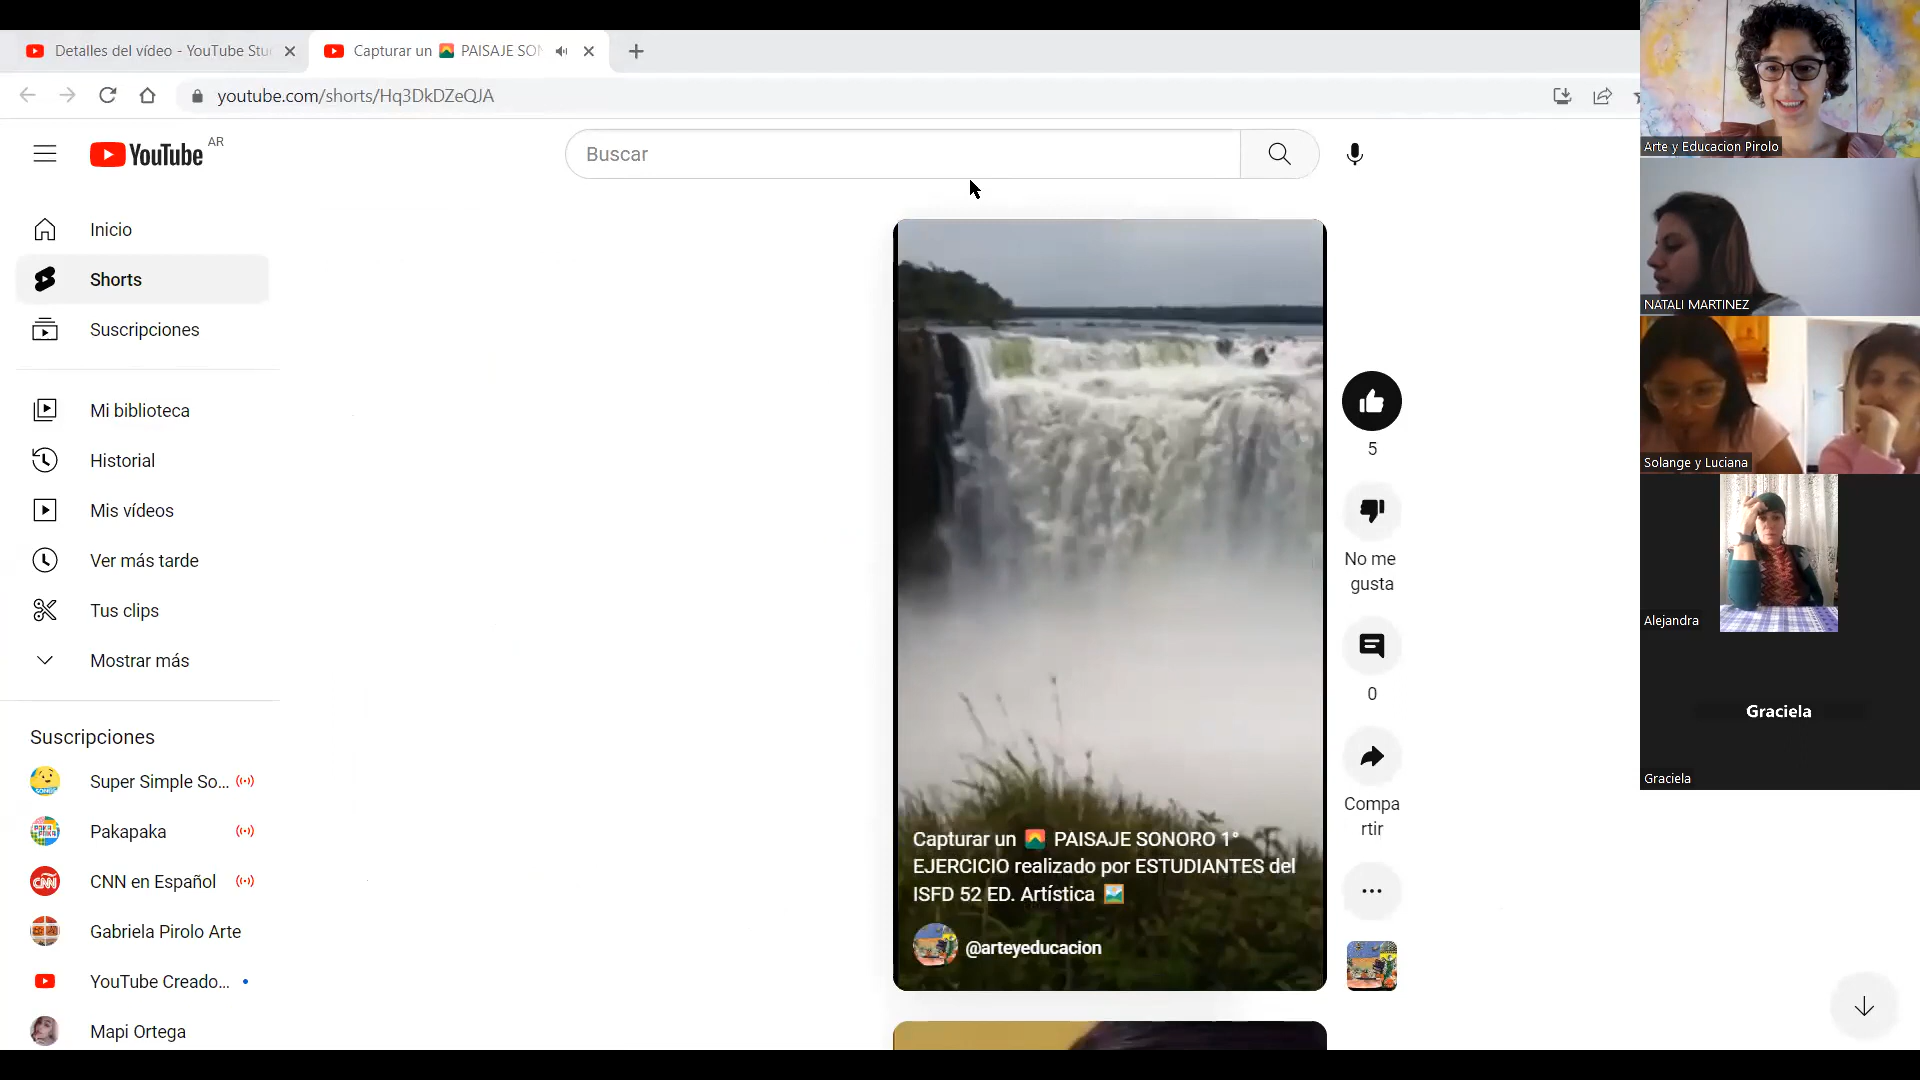 Detalles del vídeo - YouTube Stu
Capturar un 🌄 PAISAJE SON
youtube.com/shorts/Hq3DkDZeQJA
YouTube AR
Buscar
Inicio
Shorts
Suscripciones
Mi biblioteca
Historial
Mis vídeos
Ver más tarde
Tus clips
Mostrar más
Suscripciones
Super Simple So...
Pakapaka
CNN en Español
Gabriela Pirolo Arte
YouTube Creado...
Mapi Ortega
Capturar un 🌄 PAISAJE SONORO 1°
EJERCICIO realizado por ESTUDIANTES del
ISFD 52 ED. Artística 🖼️
@arteyeducacion
5
No me
gusta
0
Compa
rtir
Arte y Educacion Pirolo
NATALI MARTINEZ
Solange y Luciana
Alejandra
Graciela
Graciela